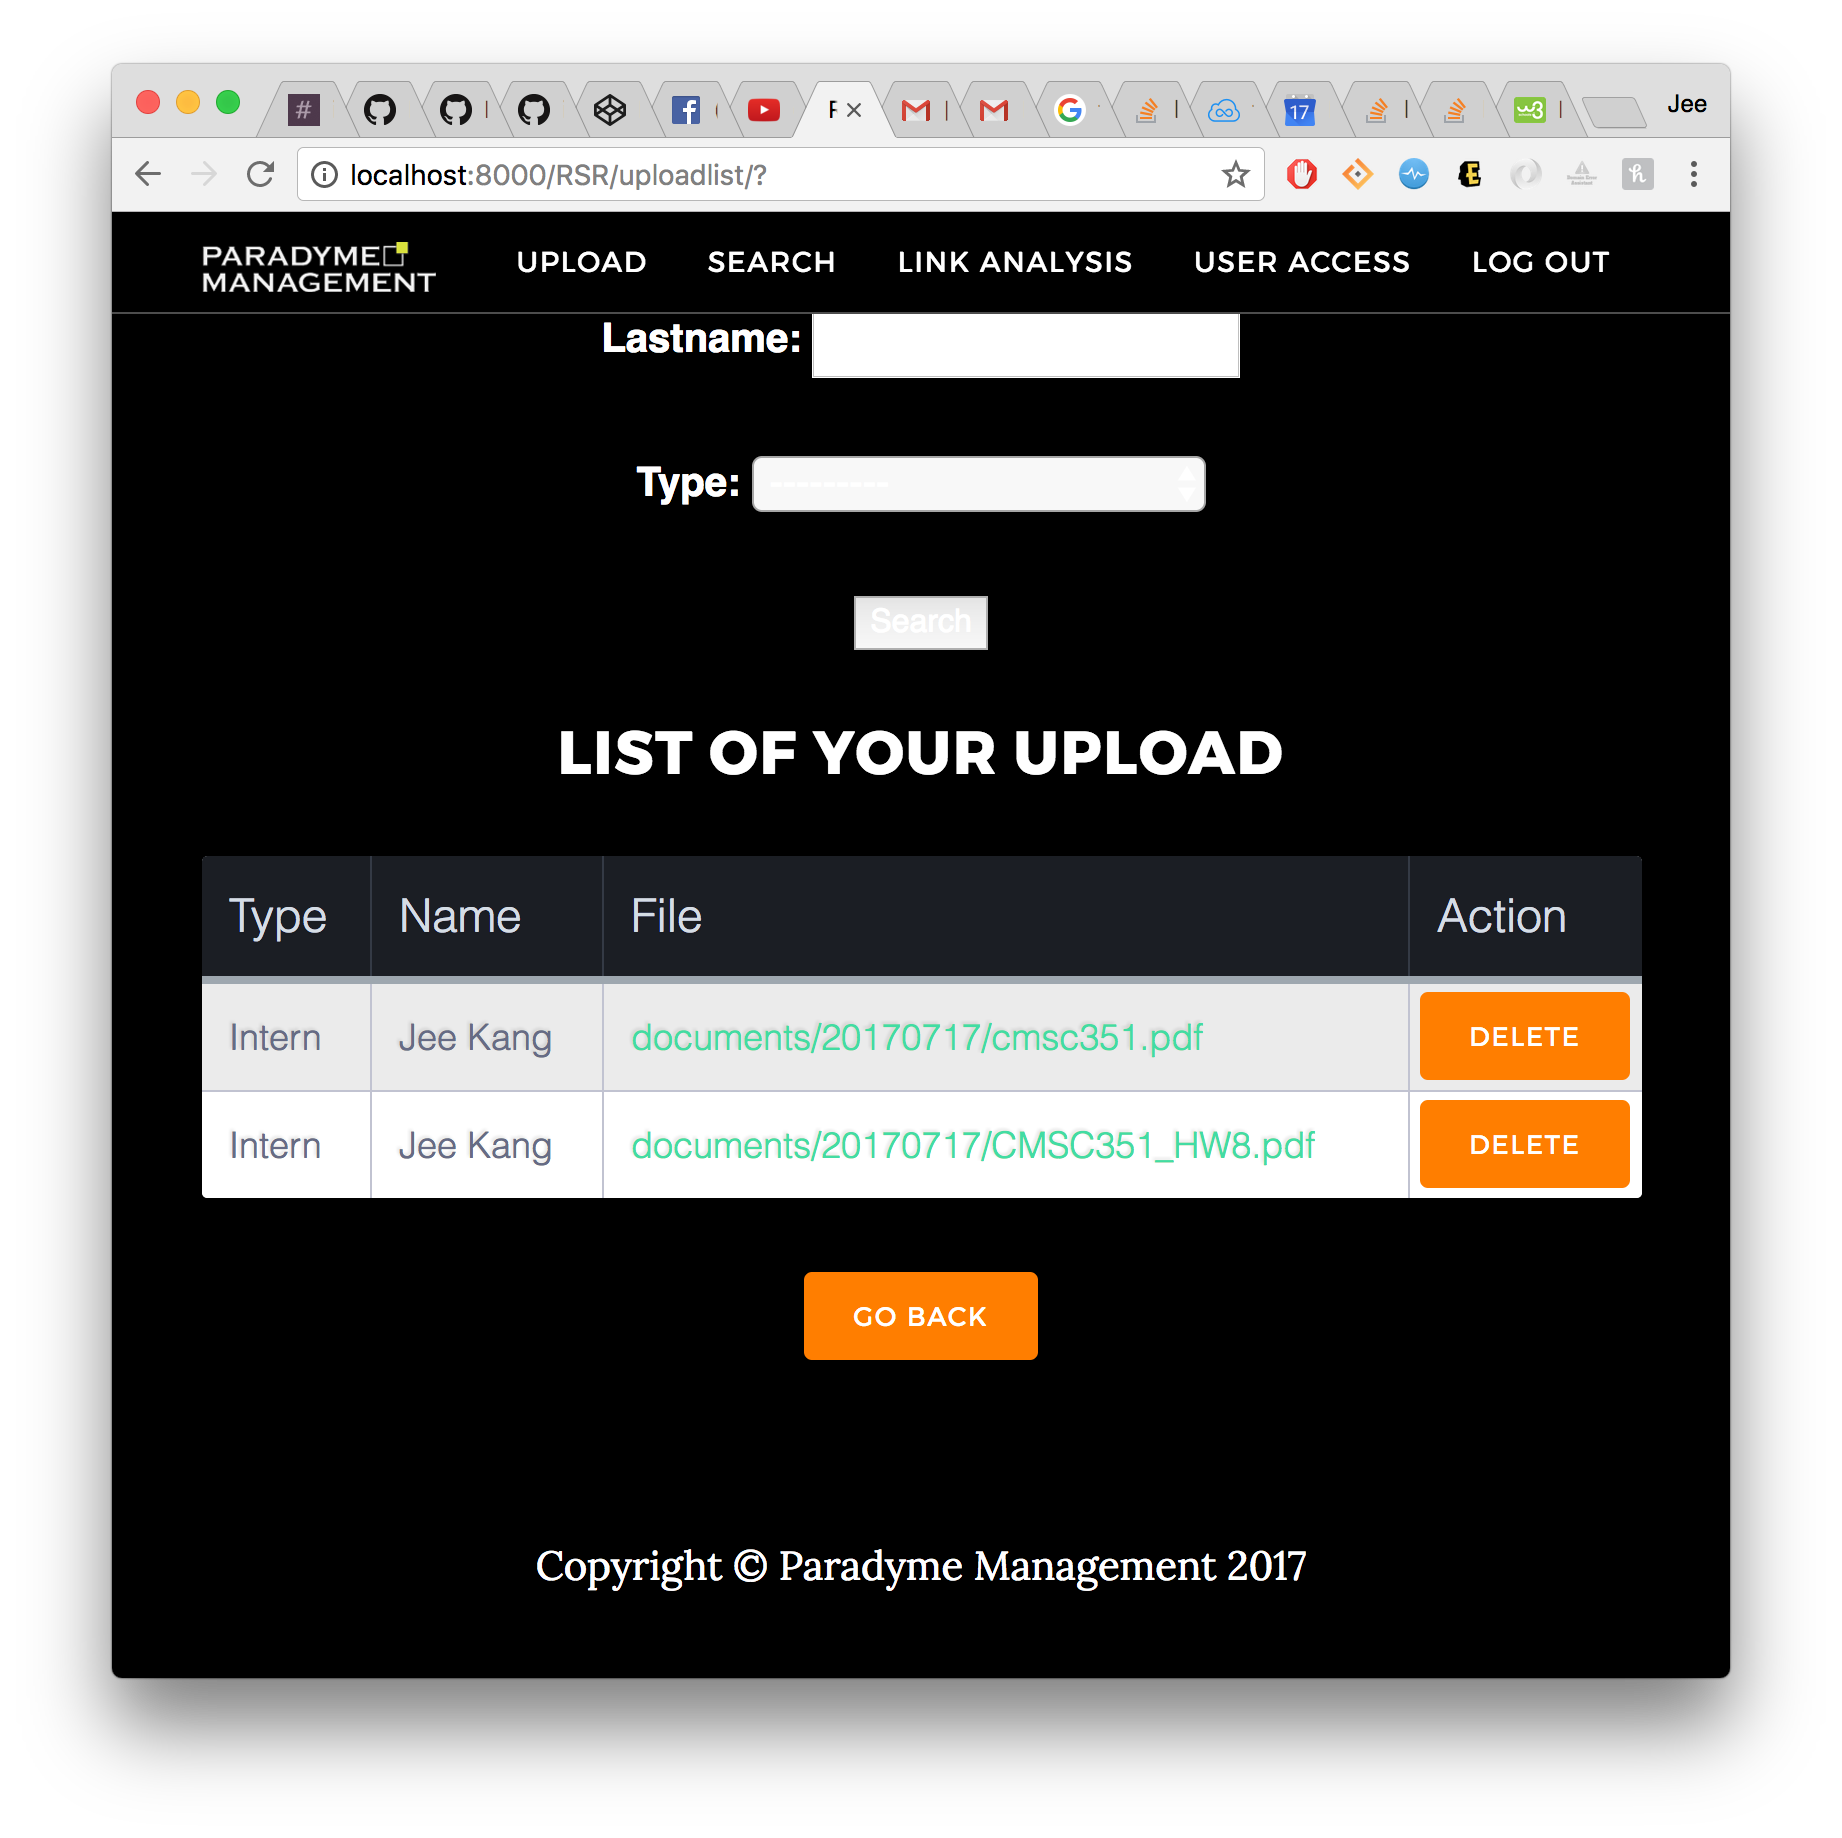 Jee
localhost:8000/RSR/uploadlist/?
PARADYME
MANAGEMENT
UPLOAD
SEARCH
LINK ANALYSIS
USER ACCESS
LOG OUT
Lastname:
Type: ---------
Search
LIST OF YOUR UPLOAD
Type Name File Action
Intern Jee Kang documents/20170717/cmsc351.pdf DELETE
Intern Jee Kang documents/20170717/CMSC351_HW8.pdf DELETE
GO BACK
Copyright © Paradyme Management 2017